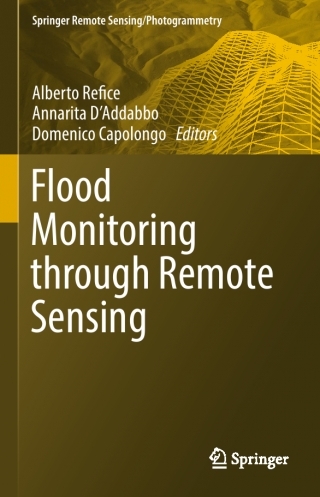 Springer Remote Sensing/Photogrammetry
Alberto Refice
Annarita D'Addabbo
Domenico Capolongo Editors
Flood
Monitoring
through Remote
Sensing
Springer